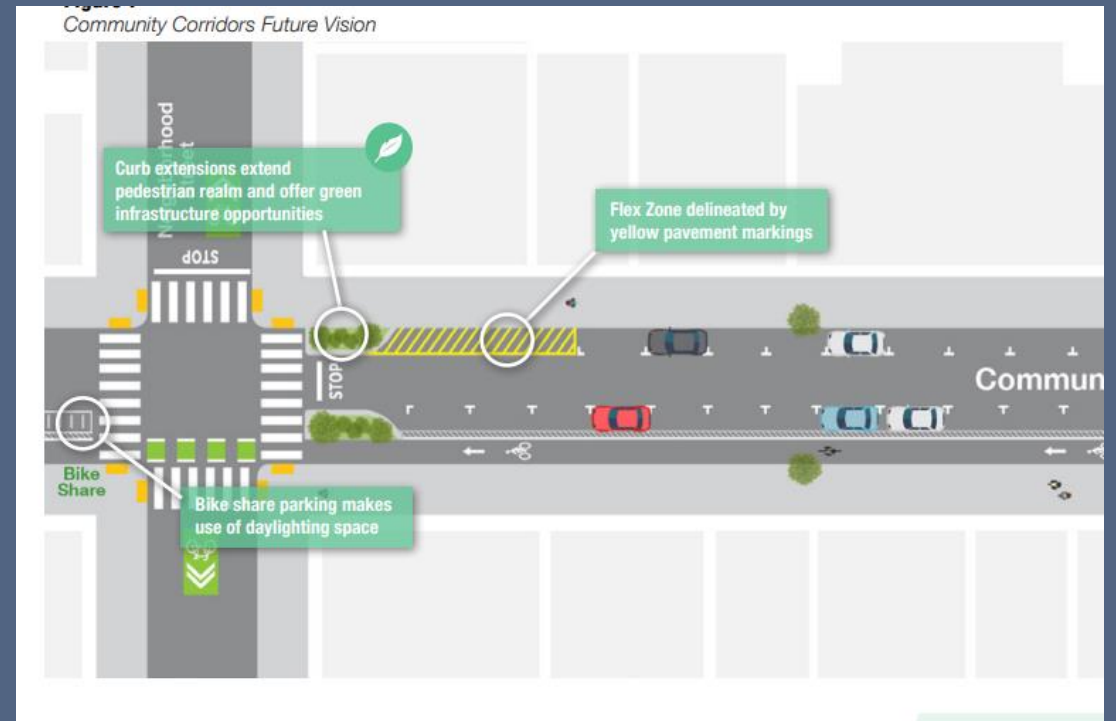 Community Corridors Future Vision
Neighborhood
Curb extensions extend
pedestrian realm and offer green
infrastructure opportunities
Flex Zone delineated by
yellow pavement markings
STOP
STOP
Commun
Bike
Share
Bike share parking makes
use of daylighting space